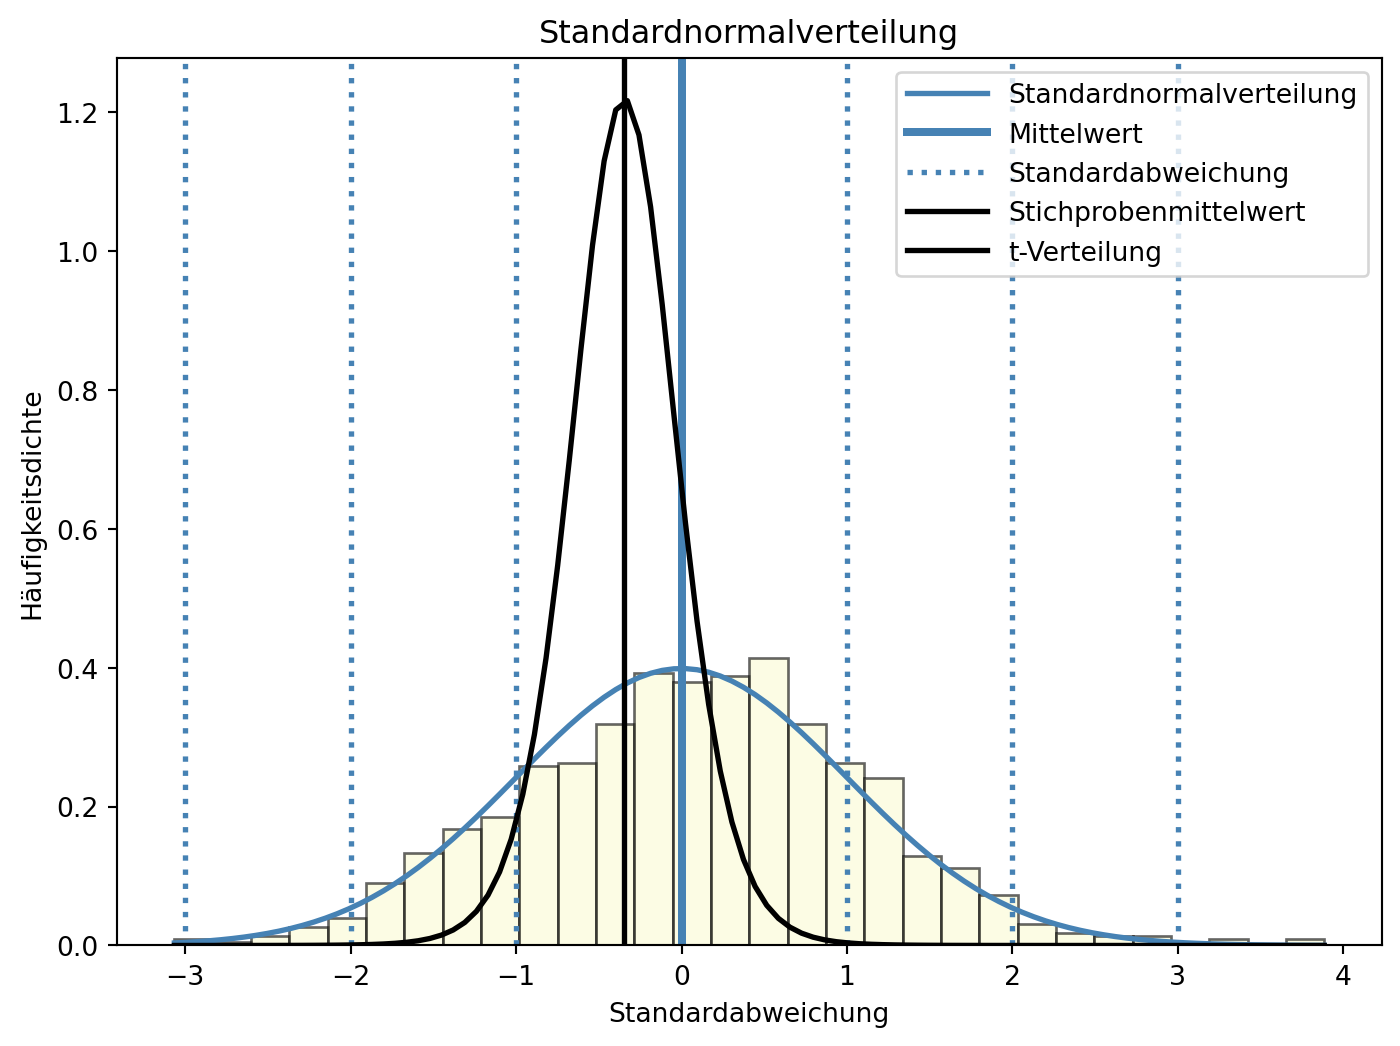 Standardnormalverteilung
Standardnormalverteilung
Mittelwert
Standardabweichung
Stichprobenmittelwert
t-Verteilung
Häufigkeitsdichte
1.2
1.0
0.8
0.6
0.4
0.2
0.0
−3 −2 −1 0 1 2 3 4
Standardabweichung